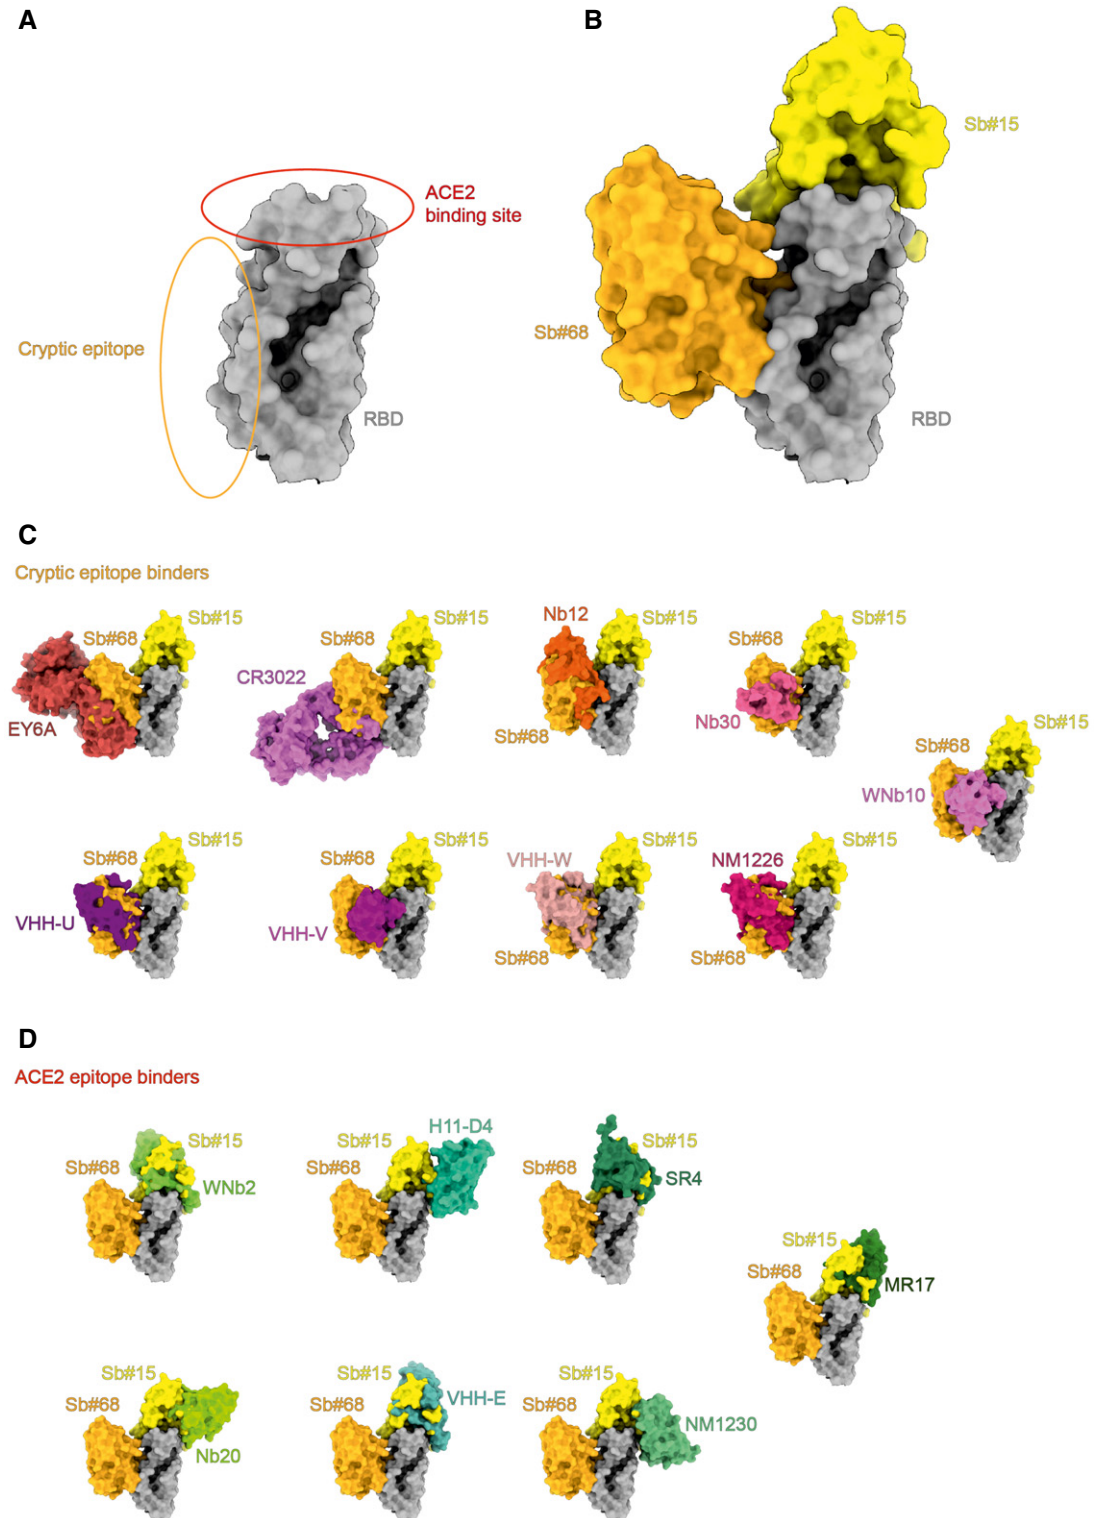 A
B
Sb#15
ACE2
binding site
Cryptic epitope
Sb#68
RBD
RBD
C
Cryptic epitope binders
Sb#15
Sb#68
EY6A
Sb#15
Sb#68
CR3022
Nb12
Sb#15
Sb#68
Sb#15
Sb#68
Nb30
Sb#15
Sb#68
WNb10
Sb#15
Sb#68
VHH-U
Sb#15
Sb#68
VHH-V
Sb#15
VHH-W
Sb#68
Sb#15
NM1226
Sb#68
D
ACE2 epitope binders
Sb#15
Sb#68
WNb2
H11-D4
Sb#15
Sb#68
Sb#15
Sb#68
SR4
Sb#15
Sb#68
MR17
Sb#15
Sb#68
Nb20
Sb#15
VHH-E
Sb#68
Sb#15
Sb#68
NM1230